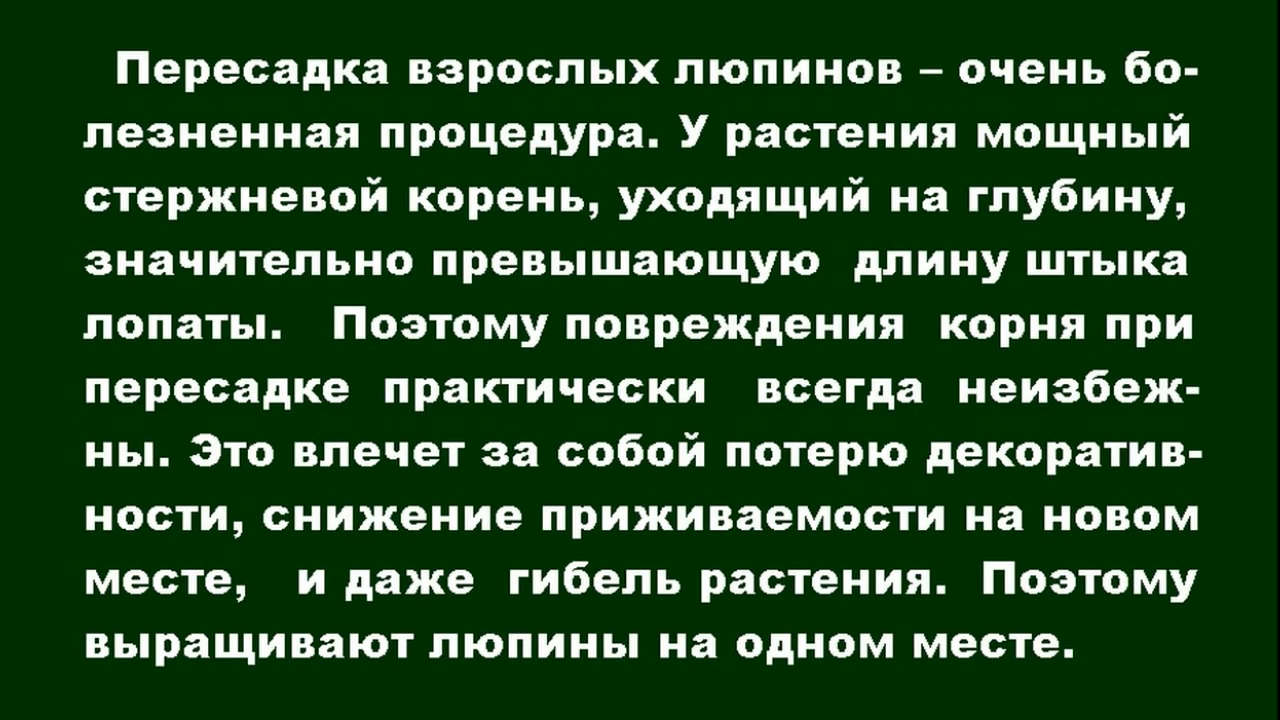 Пересадка взрослых люпинов – очень бо-
лезненная процедура. У растения мощный
стержневой корень, уходящий на глубину,
значительно превышающую длину штыка
лопаты. Поэтому повреждения корня при
пересадке практически всегда неизбеж-
ны. Это влечет за собой потерю декоратив-
ности, снижение приживаемости на новом
месте, и даже гибель растения. Поэтому
выращивают люпины на одном месте.